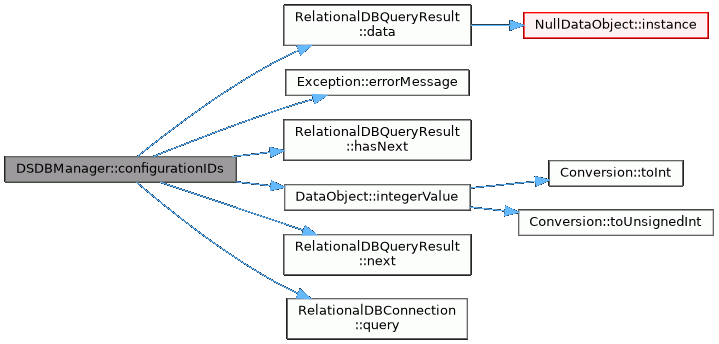 RelationalDBQueryResult
::data
NullDataObject::instance
Exception::errorMessage
RelationalDBQueryResult
::hasNext
DSDBManager::configurationIDs
DataObject::integerValue
Conversion::toInt
Conversion::toUnsignedInt
RelationalDBQueryResult
::next
RelationalDBConnection
::query